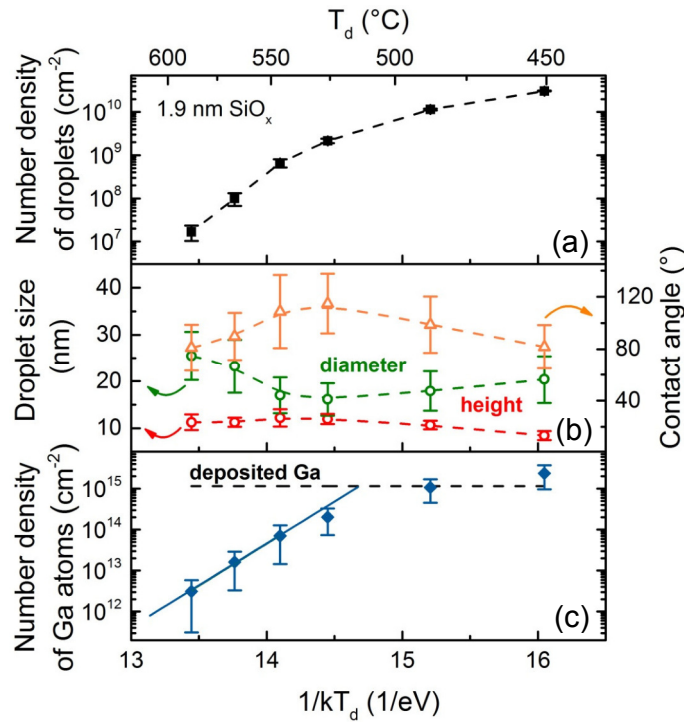 T_d (°C)
600 550 500 450
Number density
of droplets (cm⁻²)
10¹⁰
10⁹
10⁸
10⁷
1.9 nm SiOₓ
(a)
Droplet size
(nm)
40
30
20
10
diameter
height
(b)
120
80
40
Contact angle (°)
Number density
of Ga atoms (cm⁻²)
10¹⁵
10¹⁴
10¹³
10¹²
deposited Ga
(c)
13 14 15 16
1/kT_d (1/eV)